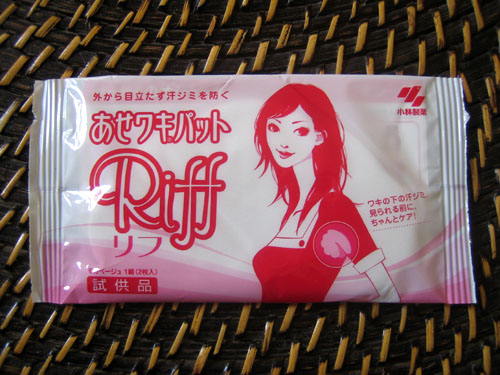 外から目立たず汗ジミを防ぐ
あせワキパット
Riff
リフ
ベージュ 1組(2枚入)
試供品
小林製薬
ワキの下の汗ジミ、
見られる前に、
ちゃんとケア!